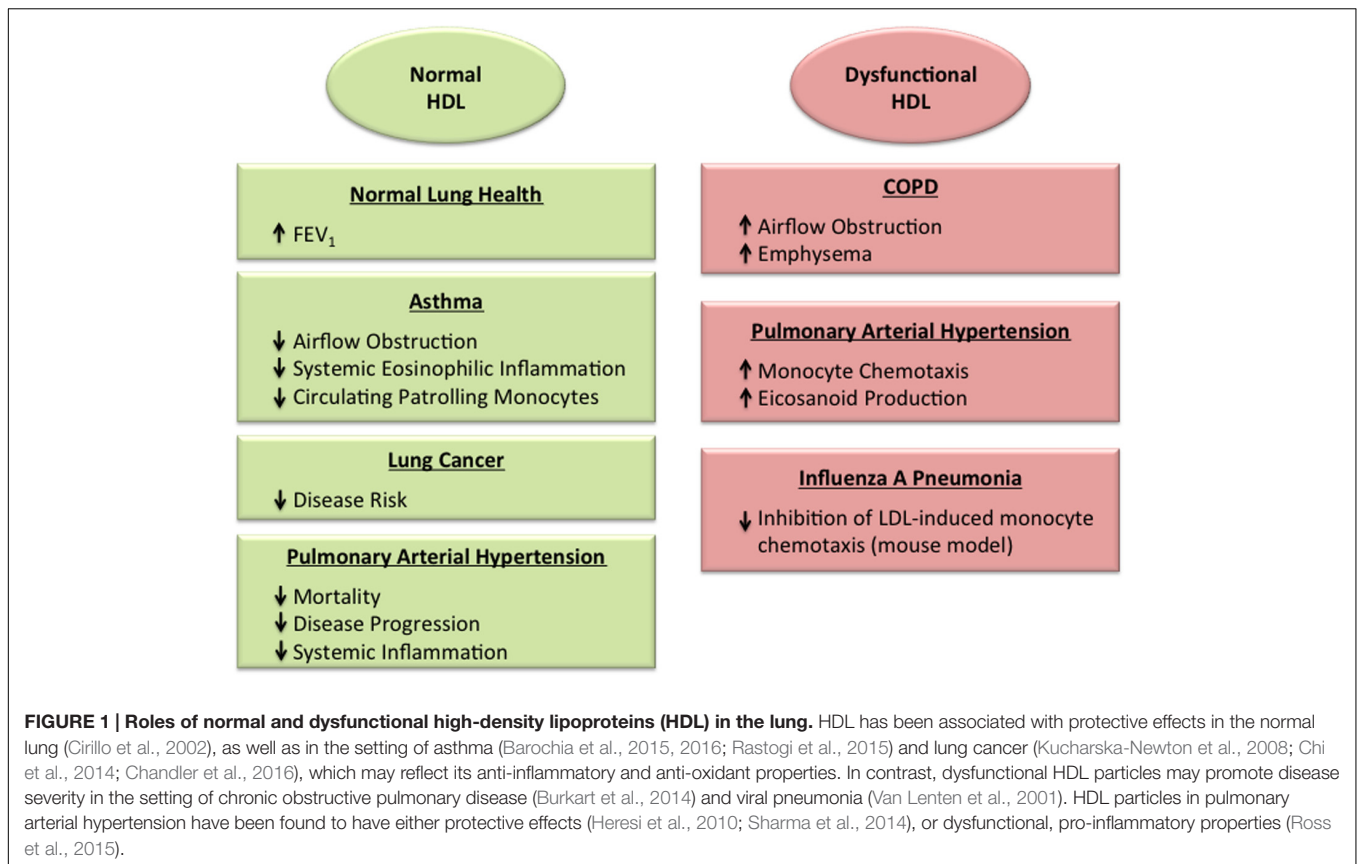 Normal
HDL
Normal Lung Health
↑ FEV₁
Asthma
↓ Airflow Obstruction
↓ Systemic Eosinophilic Inflammation
↓ Circulating Patrolling Monocytes
Lung Cancer
↓ Disease Risk
Pulmonary Arterial Hypertension
↓ Mortality
↓ Disease Progression
↓ Systemic Inflammation
Dysfunctional
HDL
COPD
↑ Airflow Obstruction
↑ Emphysema
Pulmonary Arterial Hypertension
↑ Monocyte Chemotaxis
↑ Eicosanoid Production
Influenza A Pneumonia
↓ Inhibition of LDL-induced monocyte
chemotaxis (mouse model)
FIGURE 1 | Roles of normal and dysfunctional high-density lipoproteins (HDL) in the lung. HDL has been associated with protective effects in the normal
lung (Cirillo et al., 2002), as well as in the setting of asthma (Barochia et al., 2015, 2016; Rastogi et al., 2015) and lung cancer (Kucharska-Newton et al., 2008; Chi
et al., 2014; Chandler et al., 2016), which may reflect its anti-inflammatory and anti-oxidant properties. In contrast, dysfunctional HDL particles may promote disease
severity in the setting of chronic obstructive pulmonary disease (Burkart et al., 2014) and viral pneumonia (Van Lenten et al., 2001). HDL particles in pulmonary
arterial hypertension have been found to have either protective effects (Heresi et al., 2010; Sharma et al., 2014), or dysfunctional, pro-inflammatory properties (Ross
et al., 2015).